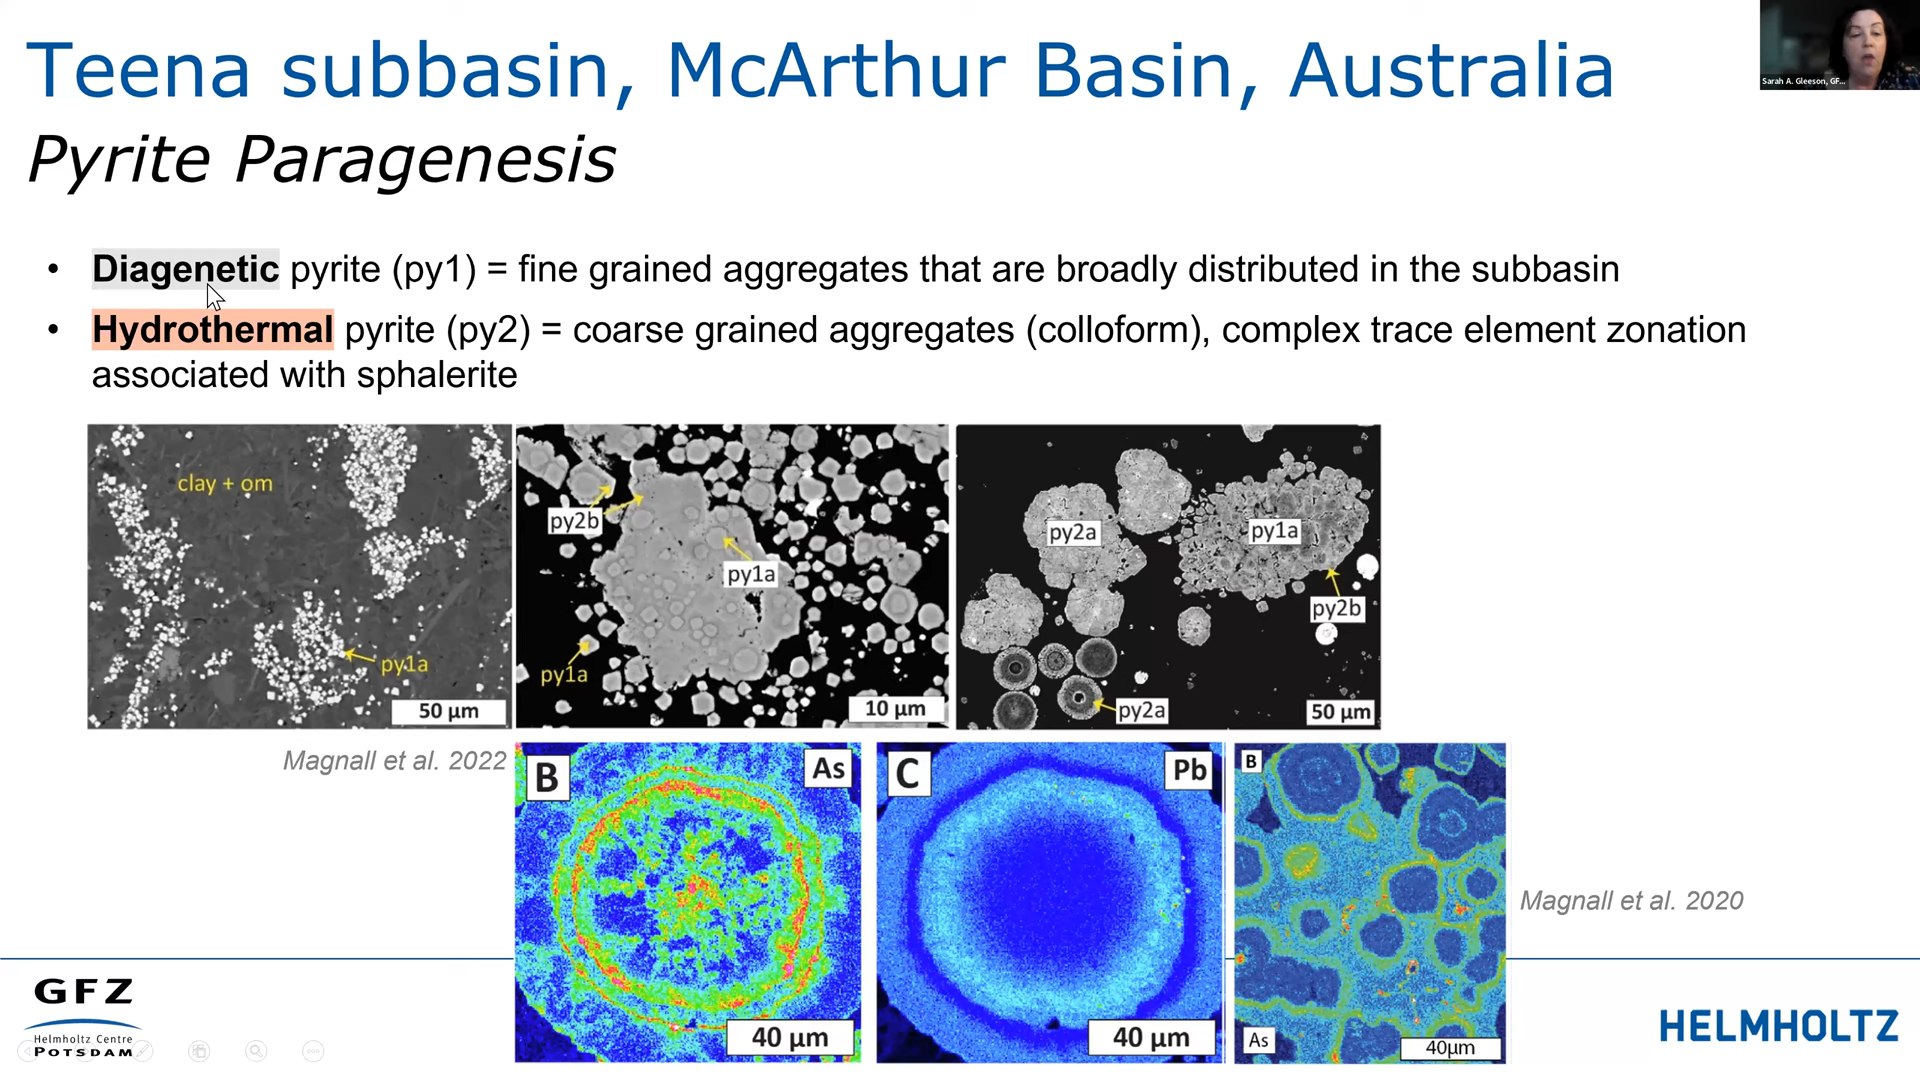 Teena subbasin, McArthur Basin, Australia
Sarah A. Gleeson, GF...
Pyrite Paragenesis
• Diagenetic pyrite (py1) = fine grained aggregates that are broadly distributed in the subbasin
• Hydrothermal pyrite (py2) = coarse grained aggregates (colloform), complex trace element zonation
associated with sphalerite
clay + om
py1a
50 µm
py2b
py1a
py1a
10 µm
py2a
py1a
py2b
py2a
50 µm
Magnall et al. 2022
B
As
40 µm
C
Pb
40 µm
B
As
40µm
Magnall et al. 2020
GFZ
Helmholtz Centre
POTSDAM
HELMHOLTZ